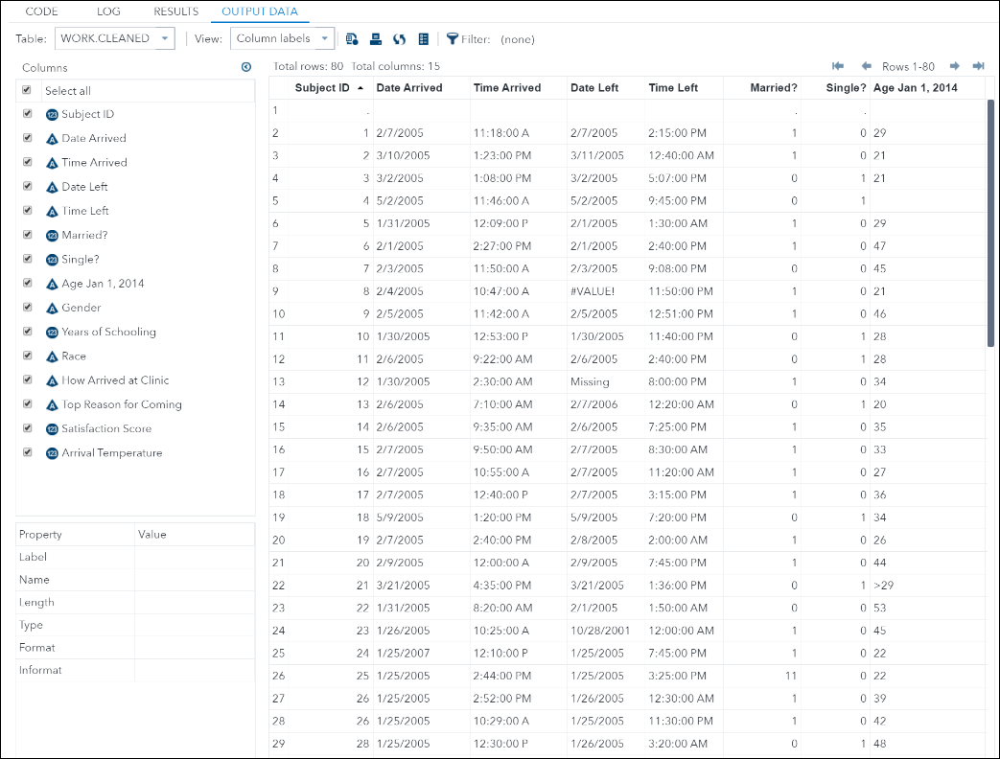 CODE LOG RESULTS OUTPUT DATA
Table: WORK.CLEANED View: Column labels Filter: (none)
Columns
Total rows: 80 Total columns: 15 Rows 1-80
Select all
123 Subject ID
A Date Arrived
A Time Arrived
A Date Left
A Time Left
123 Married?
123 Single?
A Age Jan 1, 2014
A Gender
123 Years of Schooling
A Race
A How Arrived at Clinic
A Top Reason for Coming
123 Satisfaction Score
123 Arrival Temperature
Property Value
Label
Name
Length
Type
Format
Informat
Subject ID Date Arrived Time Arrived Date Left Time Left Married? Single? Age Jan 1, 2014
1 . . .
2 1 2/7/2005 11:18:00 A 2/7/2005 2:15:00 PM 1 0 29
3 2 3/10/2005 1:23:00 PM 3/11/2005 12:40:00 AM 1 0 21
4 3 3/2/2005 1:08:00 PM 3/2/2005 5:07:00 PM 0 1 21
5 4 5/2/2005 11:46:00 A 5/2/2005 9:45:00 PM 0 1
6 5 1/31/2005 12:09:00 P 2/1/2005 1:30:00 AM 1 0 29
7 6 2/1/2005 2:27:00 PM 2/1/2005 2:40:00 PM 1 0 47
8 7 2/3/2005 11:50:00 A 2/3/2005 9:08:00 PM 0 0 45
9 8 2/4/2005 10:47:00 A #VALUE! 11:50:00 PM 1 0 21
10 9 2/5/2005 11:42:00 A 2/5/2005 12:51:00 PM 1 0 46
11 10 1/30/2005 12:53:00 P 1/30/2005 11:40:00 PM 0 1 28
12 11 2/6/2005 9:22:00 AM 2/6/2005 2:40:00 PM 0 1 28
13 12 1/30/2005 2:30:00 AM Missing 8:00:00 PM 1 0 34
14 13 2/6/2005 7:10:00 AM 2/7/2006 12:20:00 AM 0 1 20
15 14 2/6/2005 9:35:00 AM 2/6/2005 7:25:00 PM 1 0 35
16 15 2/7/2005 9:50:00 AM 2/7/2005 8:30:00 AM 1 0 33
17 16 2/7/2005 10:55:00 A 2/7/2005 11:20:00 AM 1 0 27
18 17 2/7/2005 12:40:00 P 2/7/2005 3:15:00 PM 1 0 36
19 18 5/9/2005 1:20:00 PM 5/9/2005 7:20:00 PM 0 1 34
20 19 2/7/2005 2:40:00 PM 2/8/2005 2:00:00 AM 1 0 26
21 20 2/9/2005 12:00:00 A 2/9/2005 7:45:00 PM 1 0 44
22 21 3/21/2005 4:35:00 PM 3/21/2005 1:36:00 PM 0 1 >29
23 22 1/31/2005 8:20:00 AM 2/1/2005 1:50:00 AM 0 0 53
24 23 1/26/2005 10:25:00 A 10/28/2001 12:00:00 AM 1 0 45
25 24 1/25/2007 12:10:00 P 1/25/2005 7:45:00 PM 1 0 22
26 25 1/25/2005 2:44:00 PM 1/25/2005 3:25:00 PM 11 0 22
27 26 1/25/2005 2:52:00 PM 1/26/2005 12:30:00 AM 1 0 39
28 26 1/25/2005 10:29:00 A 1/25/2005 11:30:00 PM 1 0 42
29 28 1/25/2005 12:30:00 P 1/26/2005 3:20:00 AM 0 1 48